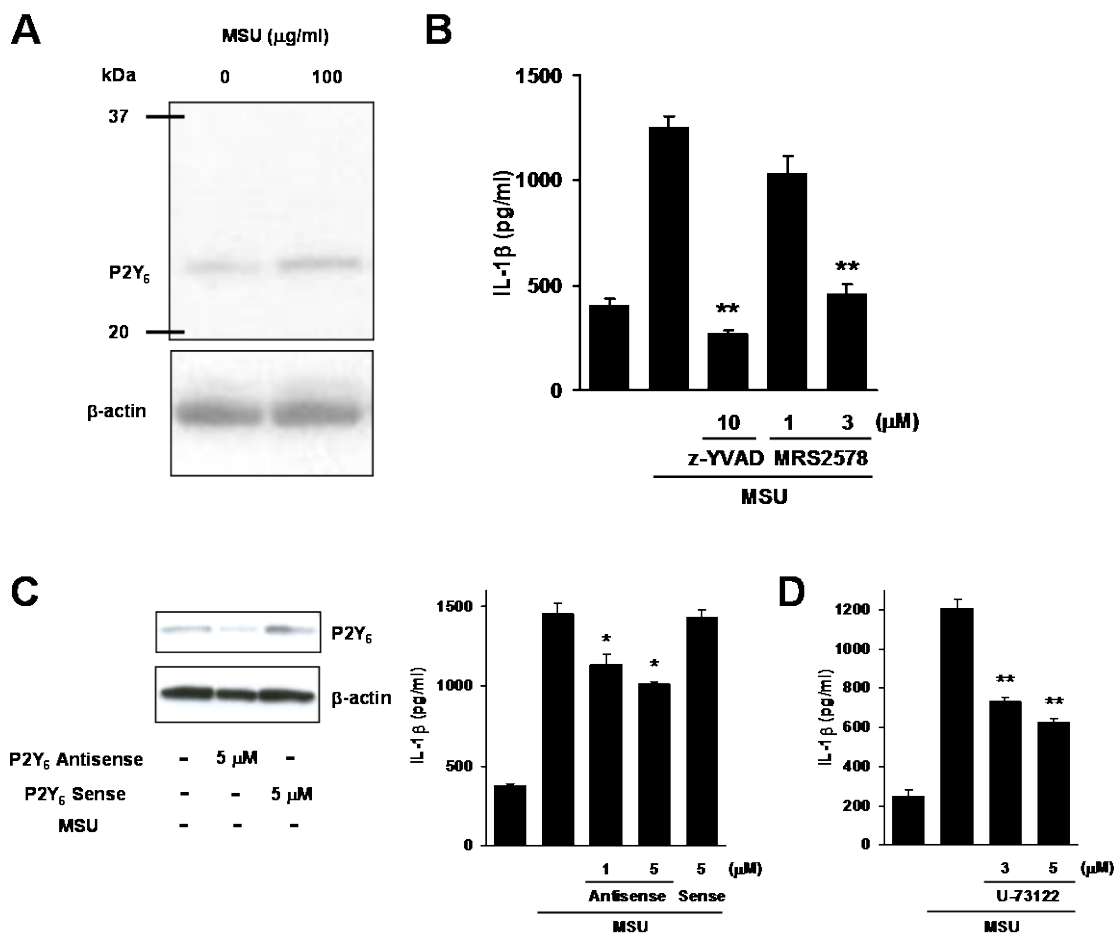 A
MSU (µg/ml)
kDa 0 100
37
P2Y6
20
β-actin
B
IL-1β (pg/ml)
1500
1000
500
0
10 1 3 (µM)
z-YVAD MRS2578
MSU
** **
C
P2Y6
β-actin
P2Y6 Antisense - 5 µM -
P2Y6 Sense - - 5 µM
MSU - - -
IL-1β (pg/ml)
1500
1000
500
0
* *
1 5 5 (µM)
Antisense Sense
MSU
D
IL-1β (pg/ml)
1200
1000
800
600
400
200
0
** **
3 5 (µM)
U-73122
MSU